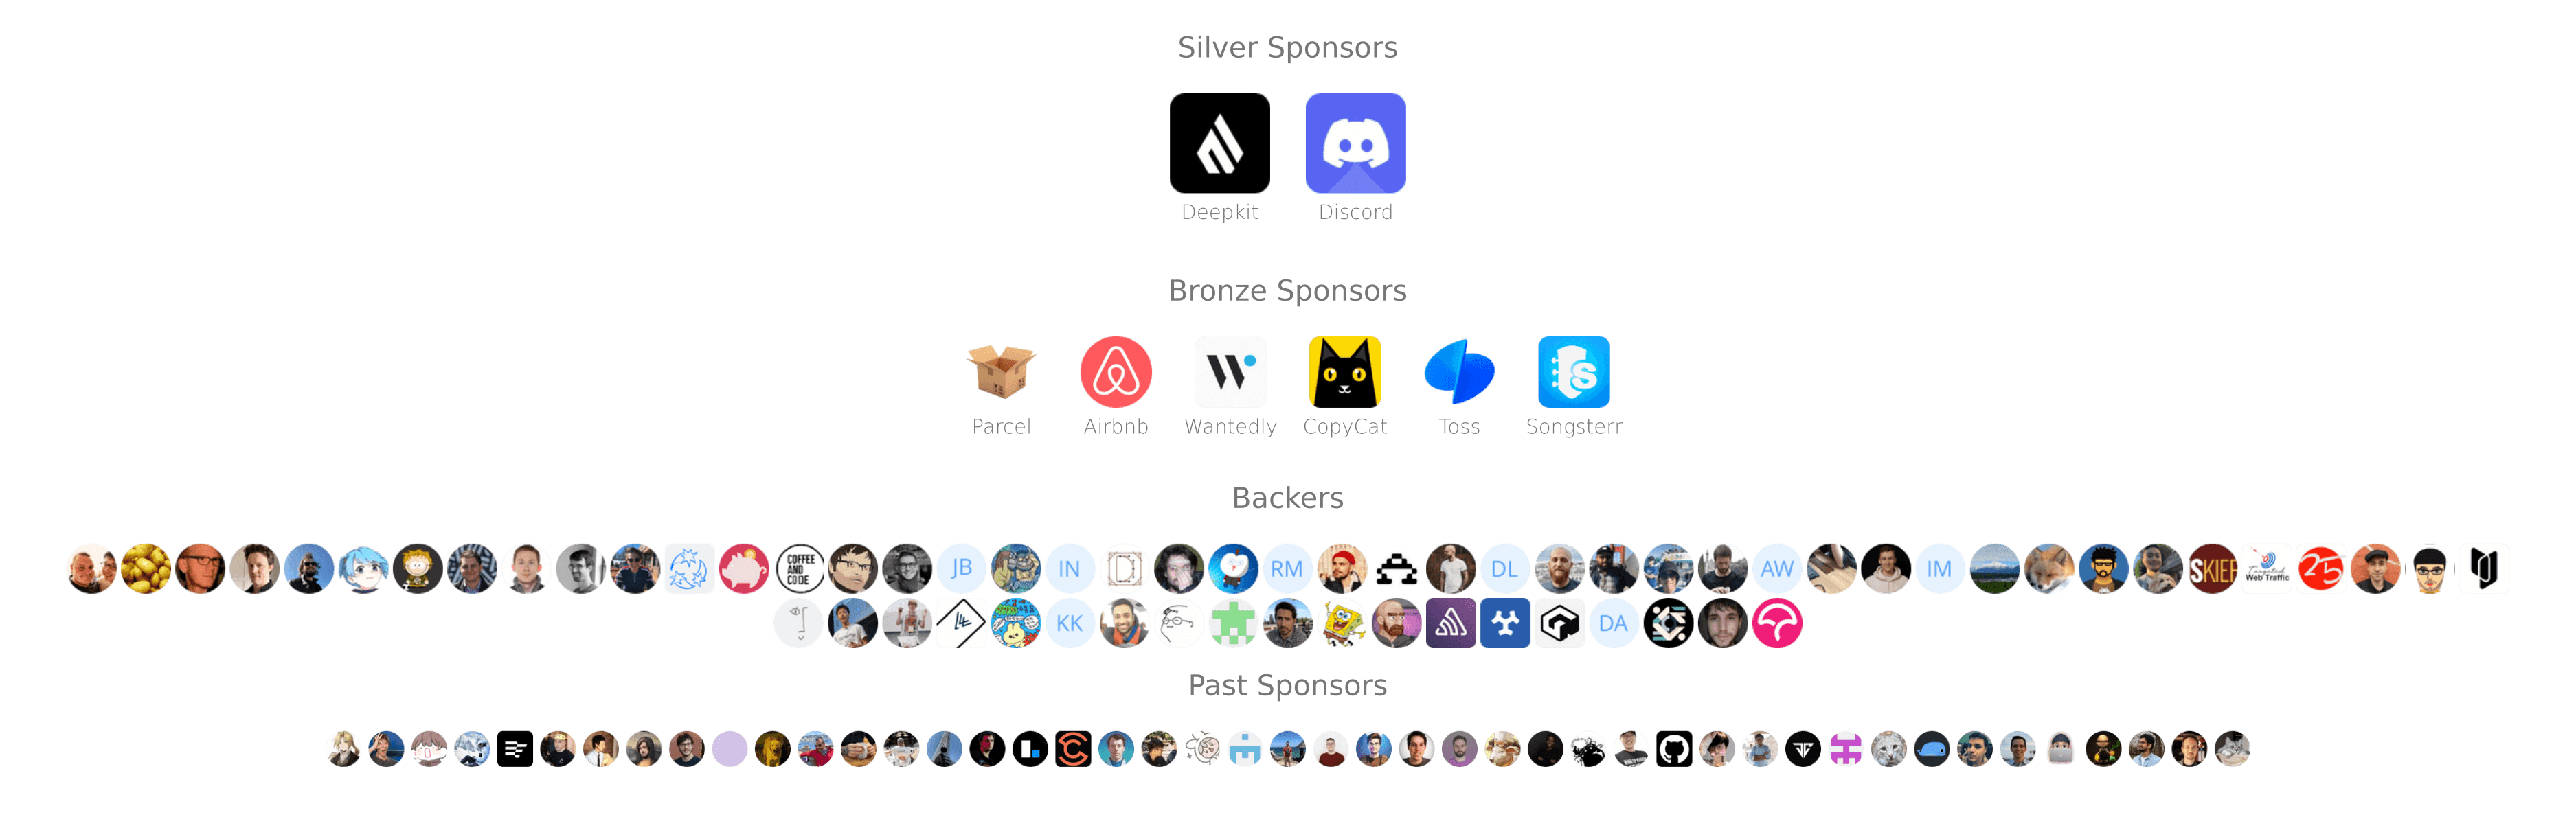 Silver Sponsors
Deepkit Discord
Bronze Sponsors
Parcel Airbnb Wantedly CopyCat Toss Songsterr
Backers
COFFEE AND CODE JB IN RM DL AW IM SKIFF Targeted Web Traffic 25
KK DA
Past Sponsors